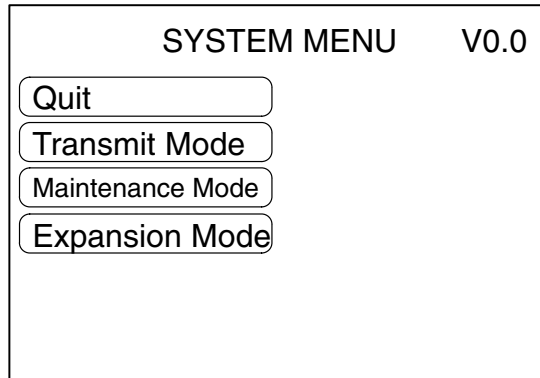 SYSTEM MENU V0.0
Quit
Transmit Mode
Maintenance Mode
Expansion Mode